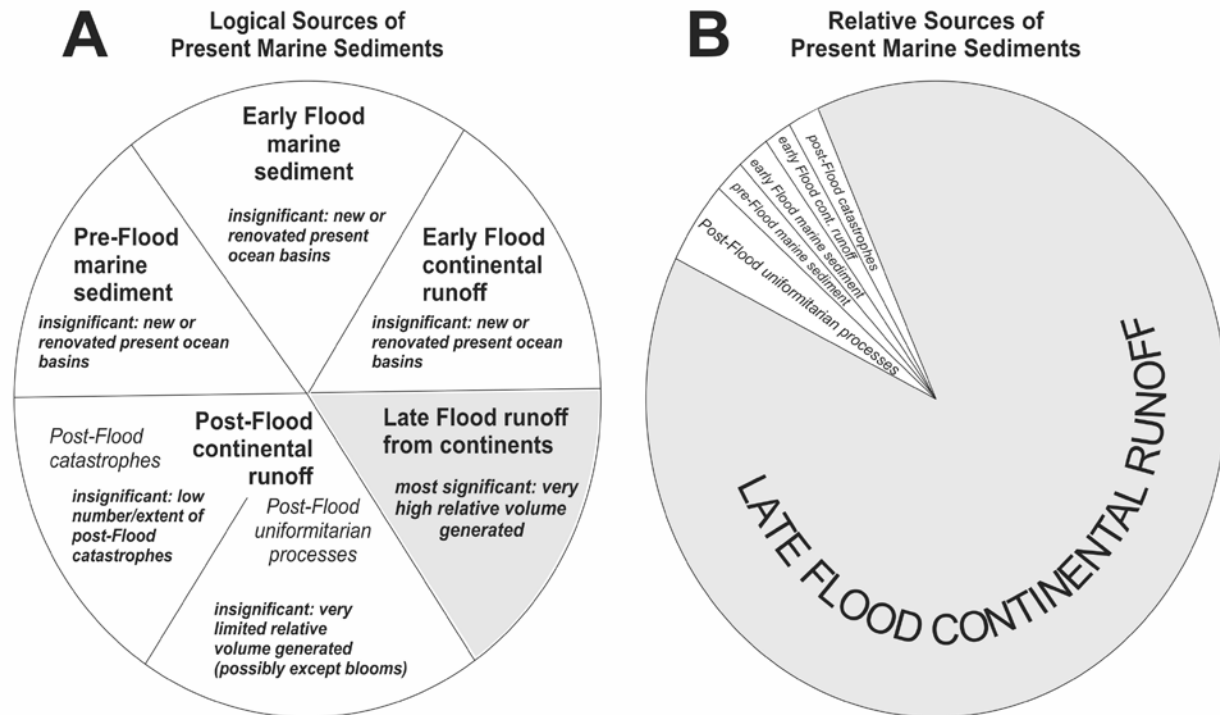 A
Logical Sources of
Present Marine Sediments
Early Flood
marine
sediment
insignificant: new or
renovated present
ocean basins
Pre-Flood
marine
sediment
insignificant: new or
renovated present ocean
basins
Early Flood
continental
runoff
insignificant: new or
renovated present ocean
basins
Post-Flood
catastrophes
insignificant: low
number/extent of
post-Flood
catastrophes
Post-Flood
continental
runoff
Post-Flood
uniformitarian
processes
insignificant: very
limited relative
volume generated
(possibly except blooms)
Late Flood runoff
from continents
most significant: very
high relative volume
generated
B
Relative Sources of
Present Marine Sediments
post-Flood catastrophes
early Flood cont. runoff
early Flood marine sediment
pre-Flood marine sediment
Post-Flood uniformitarian processes
LATE FLOOD CONTINENTAL RUNOFF